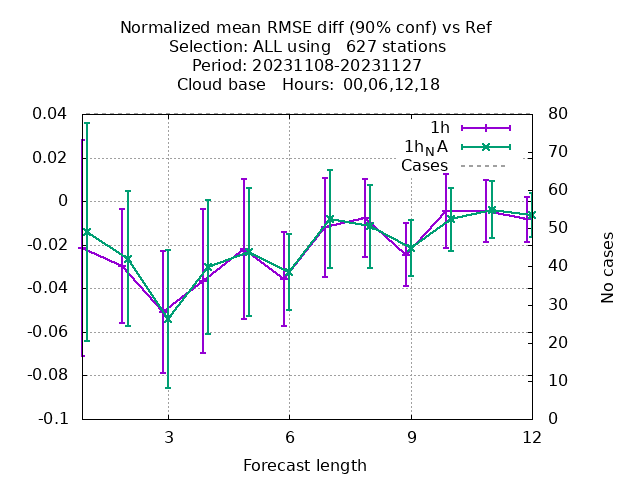 Normalized mean RMSE diff (90% conf) vs Ref
Selection: ALL using   627 stations
Period: 20231108-20231127
Cloud base   Hours:  00,06,12,18
0.04
0.02
0
-0.02
-0.04
-0.06
-0.08
-0.1
80
70
60
50
40
30
20
10
0
1h
1h_NA
Cases
No cases
3
6
9
12
Forecast length